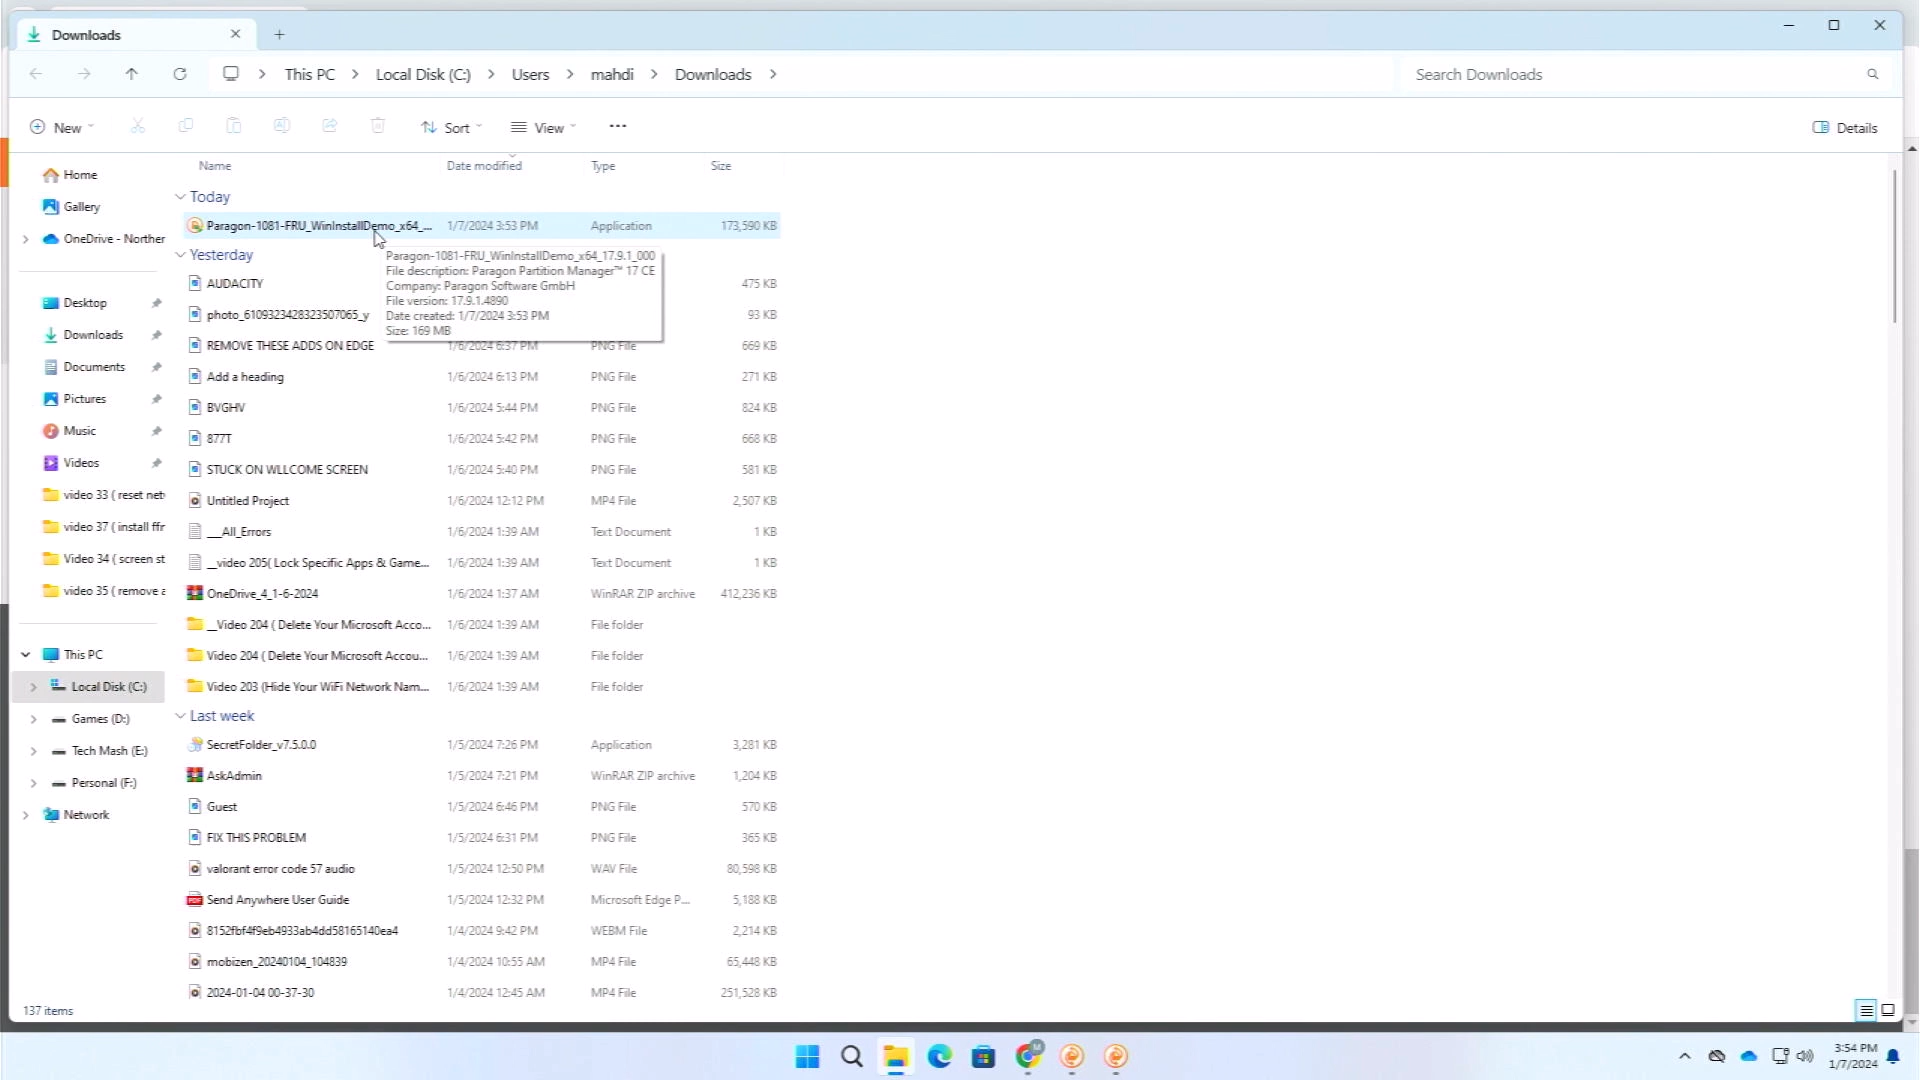 Downloads
This PC > Local Disk (C:) > Users > mahdi > Downloads >
Search Downloads
New
Sort
View
Details
Name Date modified Type Size
Today
Paragon-1081-FRU_WinInstallDemo_x64_... 1/7/2024 3:53 PM Application 173,590 KB
Yesterday
AUDACITY 475 KB
photo_6109323428323507065_y 93 KB
REMOVE THESE ADDS ON EDGE 1/6/2024 6:37 PM PNG File 669 KB
Add a heading 1/6/2024 6:13 PM PNG File 271 KB
BVGHV 1/6/2024 5:44 PM PNG File 824 KB
877T 1/6/2024 5:42 PM PNG File 668 KB
STUCK ON WLLCOME SCREEN 1/6/2024 5:40 PM PNG File 581 KB
Untitled Project 1/6/2024 12:12 PM MP4 File 2,507 KB
__All_Errors 1/6/2024 1:39 AM Text Document 1 KB
__video 205( Lock Specific Apps & Game... 1/6/2024 1:39 AM Text Document 1 KB
OneDrive_4_1-6-2024 1/6/2024 1:37 AM WinRAR ZIP archive 412,236 KB
__Video 204 ( Delete Your Microsoft Acco... 1/6/2024 1:39 AM File folder
Video 204 ( Delete Your Microsoft Accou... 1/6/2024 1:39 AM File folder
Video 203 (Hide Your WiFi Network Nam... 1/6/2024 1:39 AM File folder
Last week
SecretFolder_v7.5.0.0 1/5/2024 7:26 PM Application 3,281 KB
AskAdmin 1/5/2024 7:21 PM WinRAR ZIP archive 1,204 KB
Guest 1/5/2024 6:46 PM PNG File 570 KB
FIX THIS PROBLEM 1/5/2024 6:31 PM PNG File 365 KB
valorant error code 57 audio 1/5/2024 12:50 PM WAV File 80,598 KB
Send Anywhere User Guide 1/5/2024 12:32 PM Microsoft Edge P... 5,188 KB
8152fbf4f9eb4933ab4dd58165140ea4 1/4/2024 9:42 PM WEBM File 2,214 KB
mobizen_20240104_104839 1/4/2024 10:55 AM MP4 File 65,448 KB
2024-01-04 00-37-30 1/4/2024 12:45 AM MP4 File 251,528 KB
Paragon-1081-FRU_WinInstallDemo_x64_17.9.1_000
File description: Paragon Partition Manager™ 17 CE
Company: Paragon Software GmbH
File version: 17.9.1.4890
Date created: 1/7/2024 3:53 PM
Size: 169 MB
Home
Gallery
OneDrive - Norther
Desktop
Downloads
Documents
Pictures
Music
Videos
video 33 ( reset net
video 37 ( install ffr
Video 34 ( screen st
video 35 ( remove a
This PC
Local Disk (C:)
Games (D:)
Tech Mash (E:)
Personal (F:)
Network
137 items
M
3:54 PM
1/7/2024